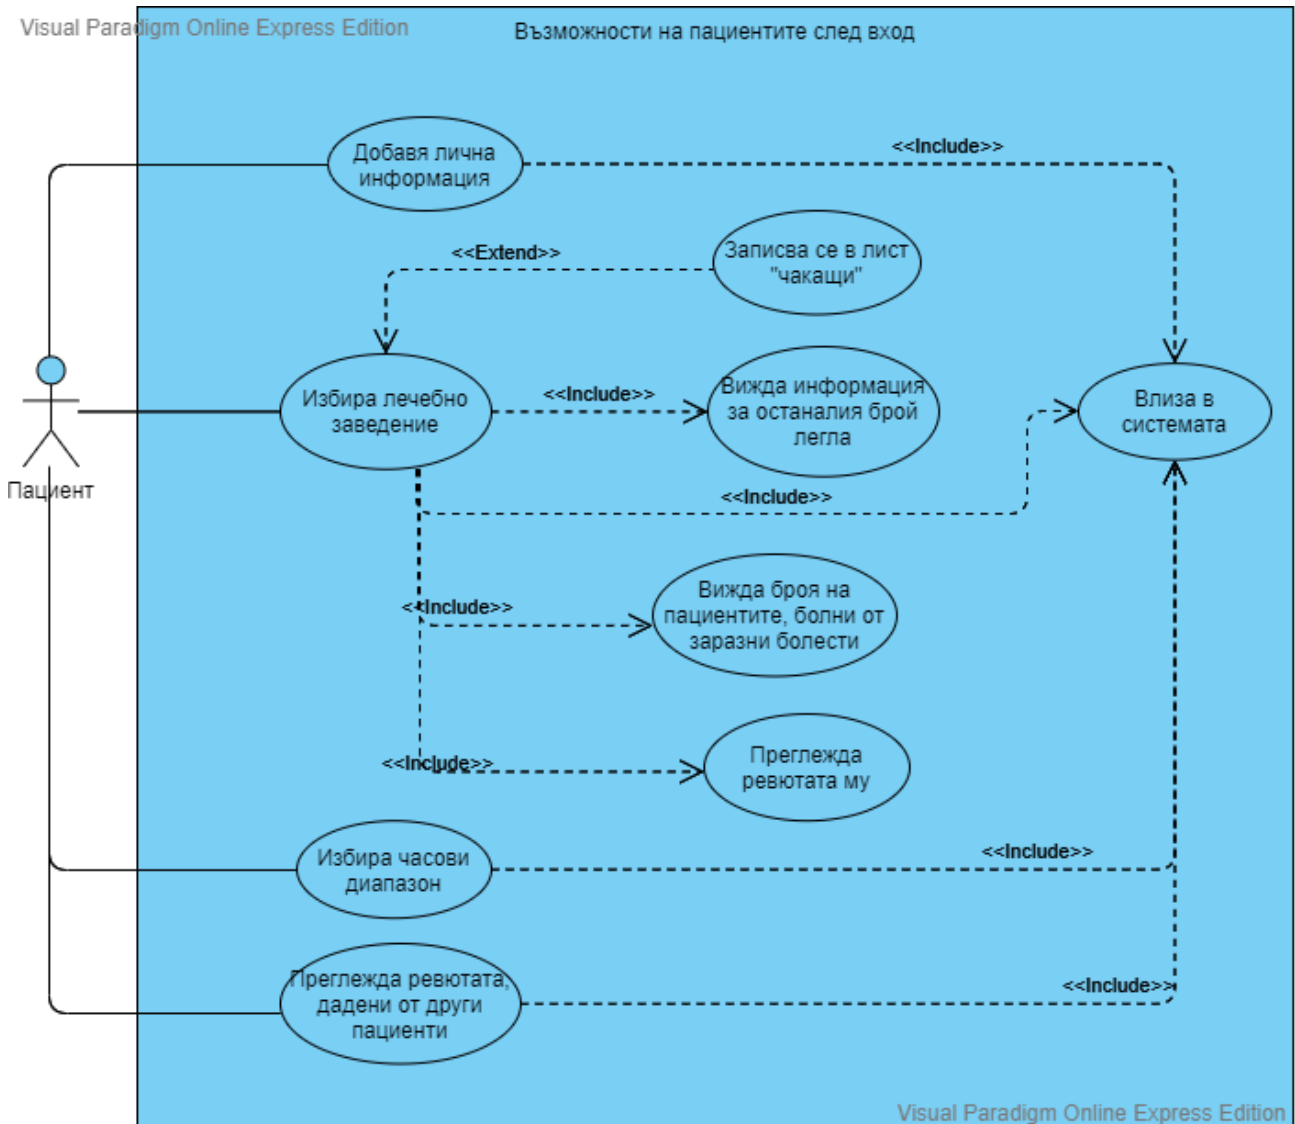 Visual Paradigm Online Express Edition
Възможности на пациентите след вход
Добавя лична
информация
<<Include>>
<<Extend>>
Записва се в лист
"чакащи"
Избира лечебно
заведение
<<Include>>
Вижда информация
за останалия брой
легла
Влиза в
системата
Пациент
<<Include>>
Вижда броя на
пациентите, болни от
заразни болести
<<Include>>
Преглежда
ревютата му
<<Include>>
Избира часови
диапазон
<<Include>>
Преглежда ревютата,
дадени от други
пациенти
<<Include>>
Visual Paradigm Online Express Edition